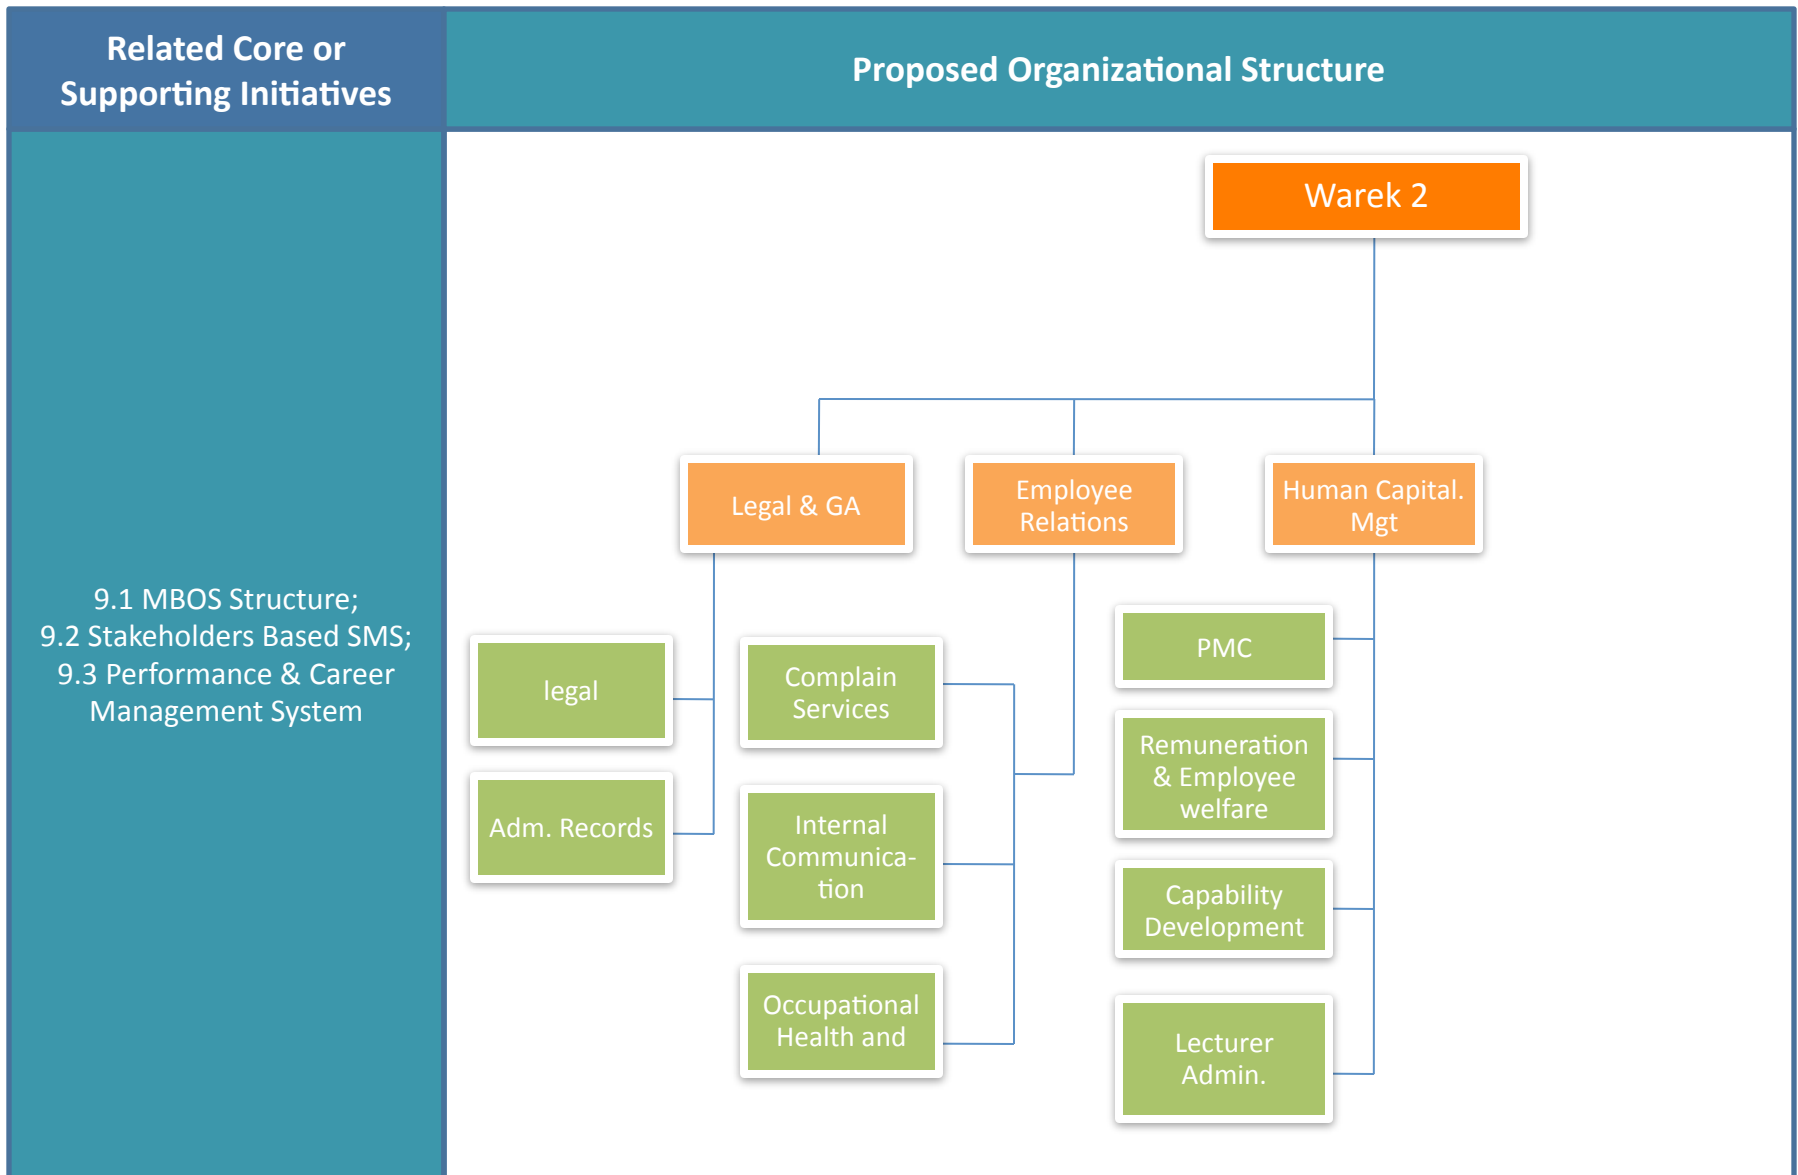 Related Core or
Supporting Initiatives
Proposed Organizational Structure
9.1 MBOS Structure;
9.2 Stakeholders Based SMS;
9.3 Performance & Career
Management System
Warek 2
Legal & GA
Employee
Relations
Human Capital.
Mgt
legal
Adm. Records
Complain
Services
Internal
Communica-
tion
Occupational
Health and
PMC
Remuneration
& Employee
welfare
Capability
Development
Lecturer
Admin.